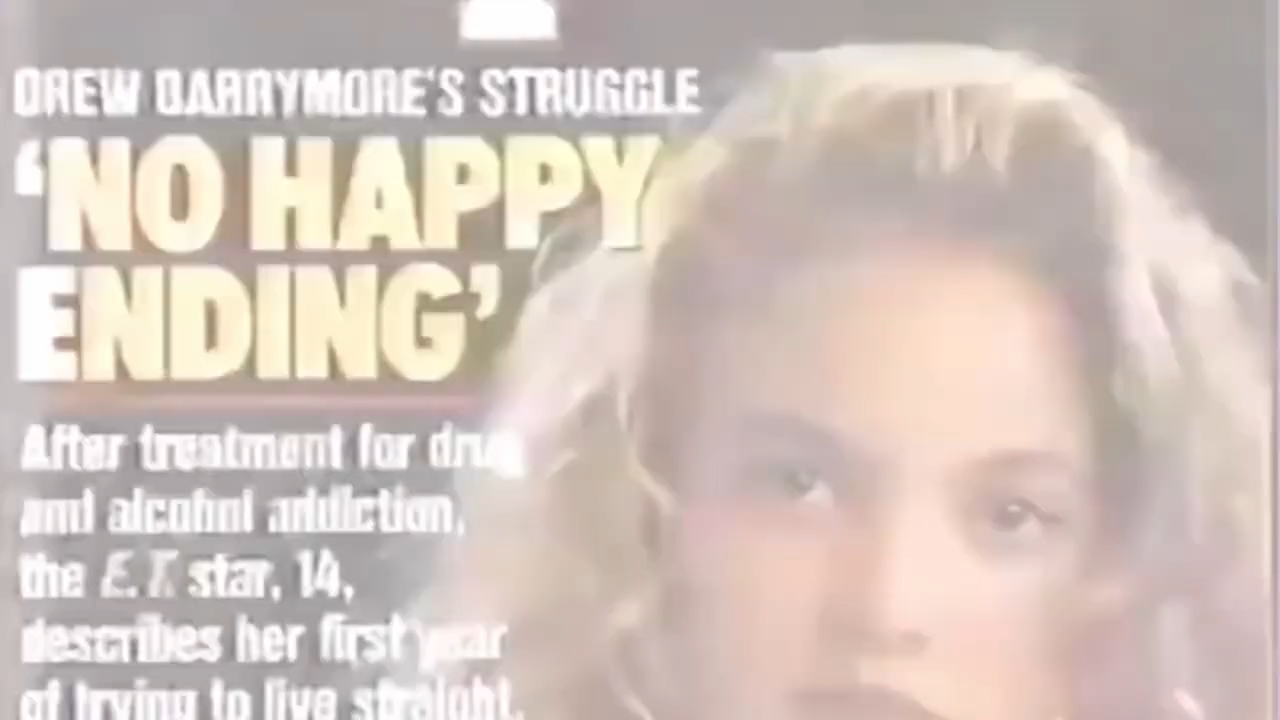 DREW BARRYMORE'S STRUGGLE
'NO HAPPY
ENDING'
After treatment for drug
and alcohol addiction,
the E.T. star, 14,
describes her first year
of trying to live straight.